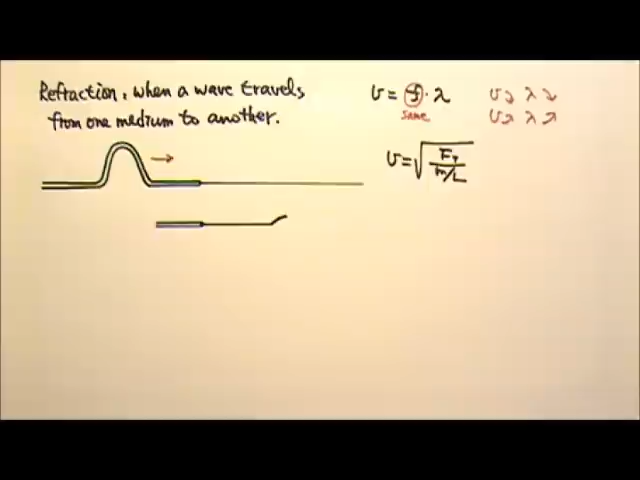 Refraction: when a wave travels
from one medium to another.
v = f · λ
same
v↘ λ↘
v↗ λ↗
v = √(F_T / (m/L))